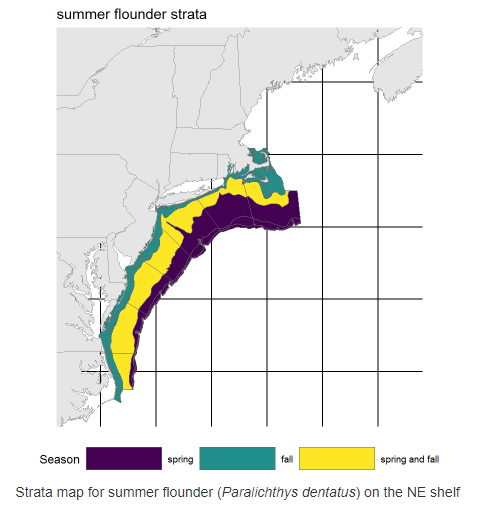 summer flounder strata
Season spring fall spring and fall
Strata map for summer flounder (Paralichthys dentatus) on the NE shelf